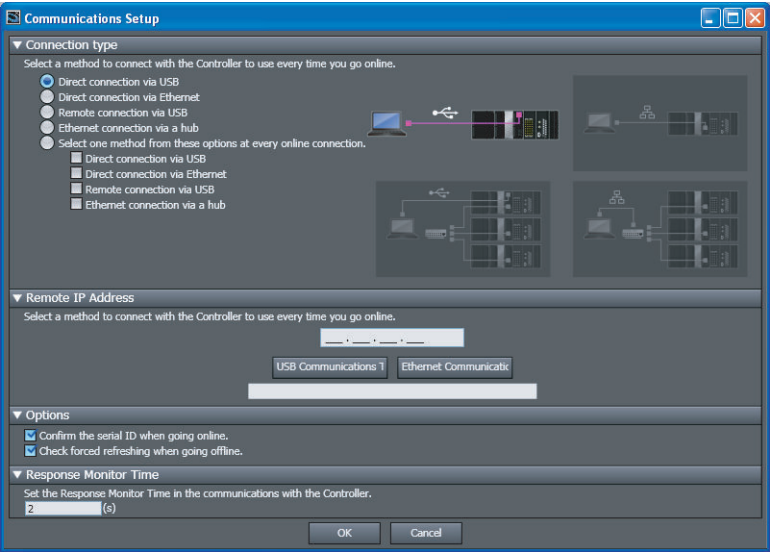 Communications Setup
Connection type
Select a method to connect with the Controller to use every time you go online.
Direct connection via USB
Direct connection via Ethernet
Remote connection via USB
Ethernet connection via a hub
Select one method from these options at every online connection.
Direct connection via USB
Direct connection via Ethernet
Remote connection via USB
Ethernet connection via a hub
Remote IP Address
Select a method to connect with the Controller to use every time you go online.
___.___.___.___
USB Communications T Ethernet Communicatic
Options
Confirm the serial ID when going online.
Check forced refreshing when going offline.
Response Monitor Time
Set the Response Monitor Time in the communications with the Controller.
2 (s)
OK Cancel